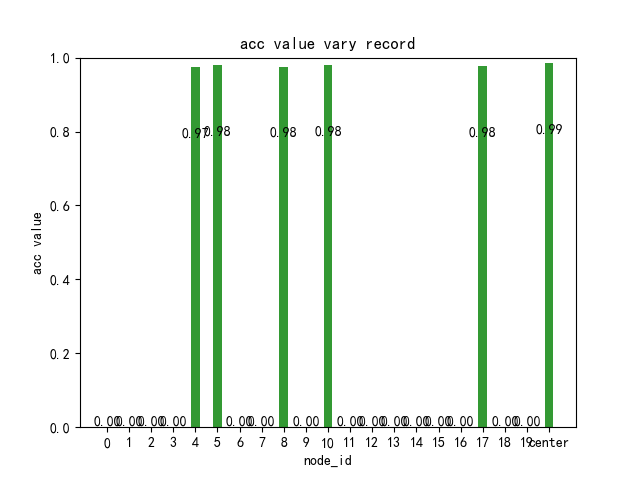 acc value vary record
1.0
0.8
0.6
0.4
0.2
0.0
acc value
0.97 0.98 0.98 0.98 0.98 0.99
0.00 0.00 0.00 0.00 0.00 0.00 0.00 0.00 0.00 0.00 0.00 0.00 0.00 0.00 0.00
0 1 2 3 4 5 6 7 8 9 10 11 12 13 14 15 16 17 18 19 center
node_id